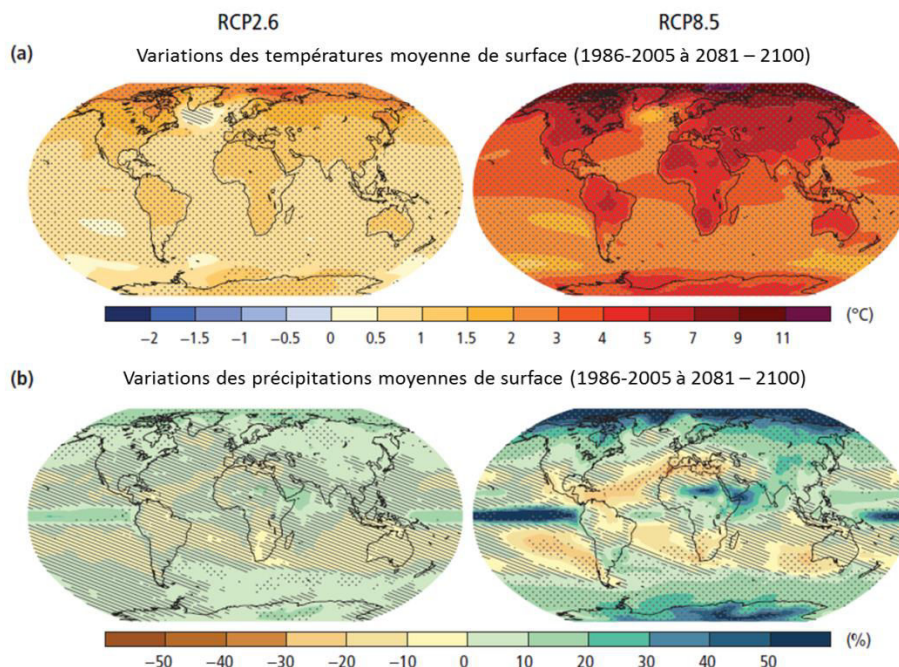 RCP2.6 RCP8.5
(a) Variations des températures moyenne de surface (1986-2005 à 2081 – 2100)
−2 −1.5 −1 −0.5 0 0.5 1 1.5 2 3 4 5 7 9 11 (°C)
(b) Variations des précipitations moyennes de surface (1986-2005 à 2081 – 2100)
−50 −40 −30 −20 −10 0 10 20 30 40 50 (%)